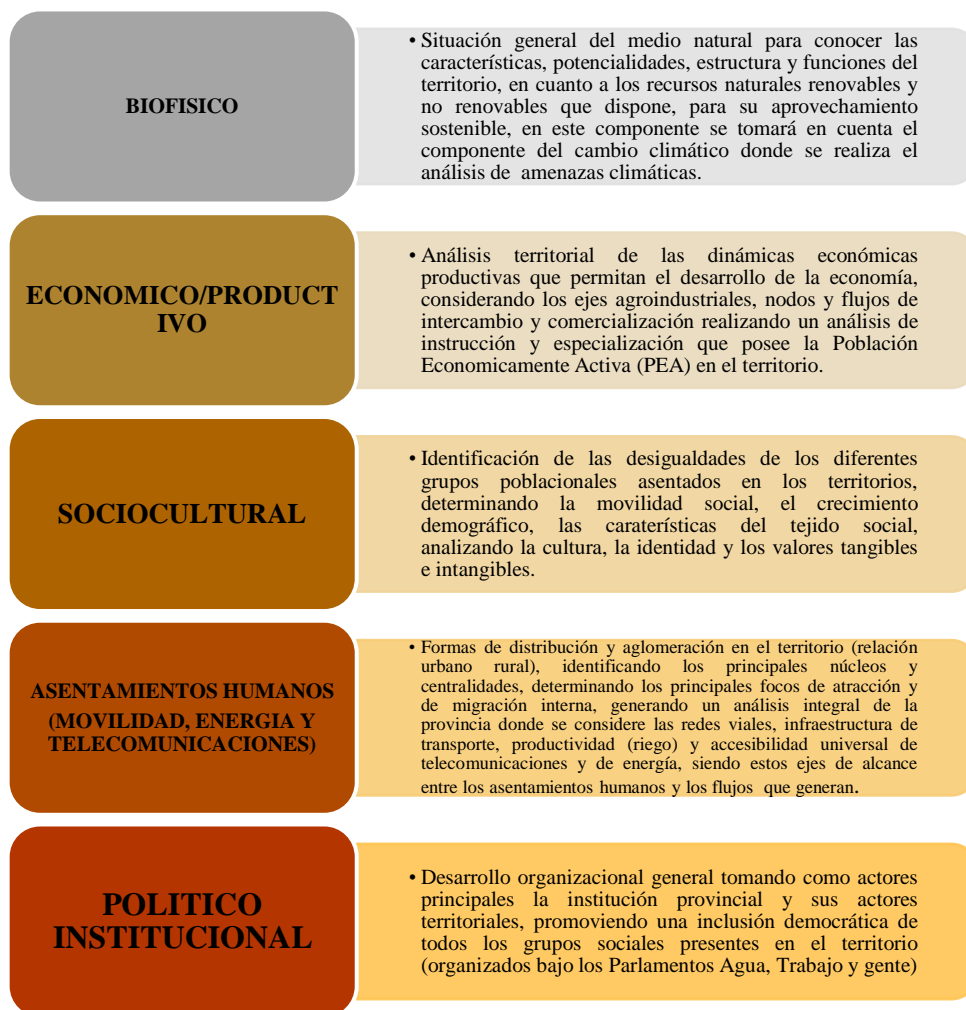 BIOFISICO
• Situación general del medio natural para conocer las
características, potencialidades, estructura y funciones del
territorio, en cuanto a los recursos naturales renovables y
no renovables que dispone, para su aprovechamiento
sostenible, en este componente se tomará en cuenta el
componente del cambio climático donde se realiza el
análisis de amenazas climáticas.
ECONOMICO/PRODUCT
IVO
• Análisis territorial de las dinámicas económicas
productivas que permitan el desarrollo de la economía,
considerando los ejes agroindustriales, nodos y flujos de
intercambio y comercialización realizando un análisis de
instrucción y especialización que posee la Población
Economicamente Activa (PEA) en el territorio.
SOCIOCULTURAL
• Identificación de las desigualdades de los diferentes
grupos poblacionales asentados en los territorios,
determinando la movilidad social, el crecimiento
demográfico, las caraterísticas del tejido social,
analizando la cultura, la identidad y los valores tangibles
e intangibles.
ASENTAMIENTOS HUMANOS
(MOVILIDAD, ENERGIA Y
TELECOMUNICACIONES)
• Formas de distribución y aglomeración en el territorio (relación
urbano rural), identificando los principales núcleos y
centralidades, determinando los principales focos de atracción y
de migración interna, generando un análisis integral de la
provincia donde se considere las redes viales, infraestructura de
transporte, productividad (riego) y accesibilidad universal de
telecomunicaciones y de energía, siendo estos ejes de alcance
entre los asentamientos humanos y los flujos que generan.
POLITICO
INSTITUCIONAL
• Desarrollo organizacional general tomando como actores
principales la institución provincial y sus actores
territoriales, promoviendo una inclusión democrática de
todos los grupos sociales presentes en el territorio
(organizados bajo los Parlamentos Agua, Trabajo y gente)